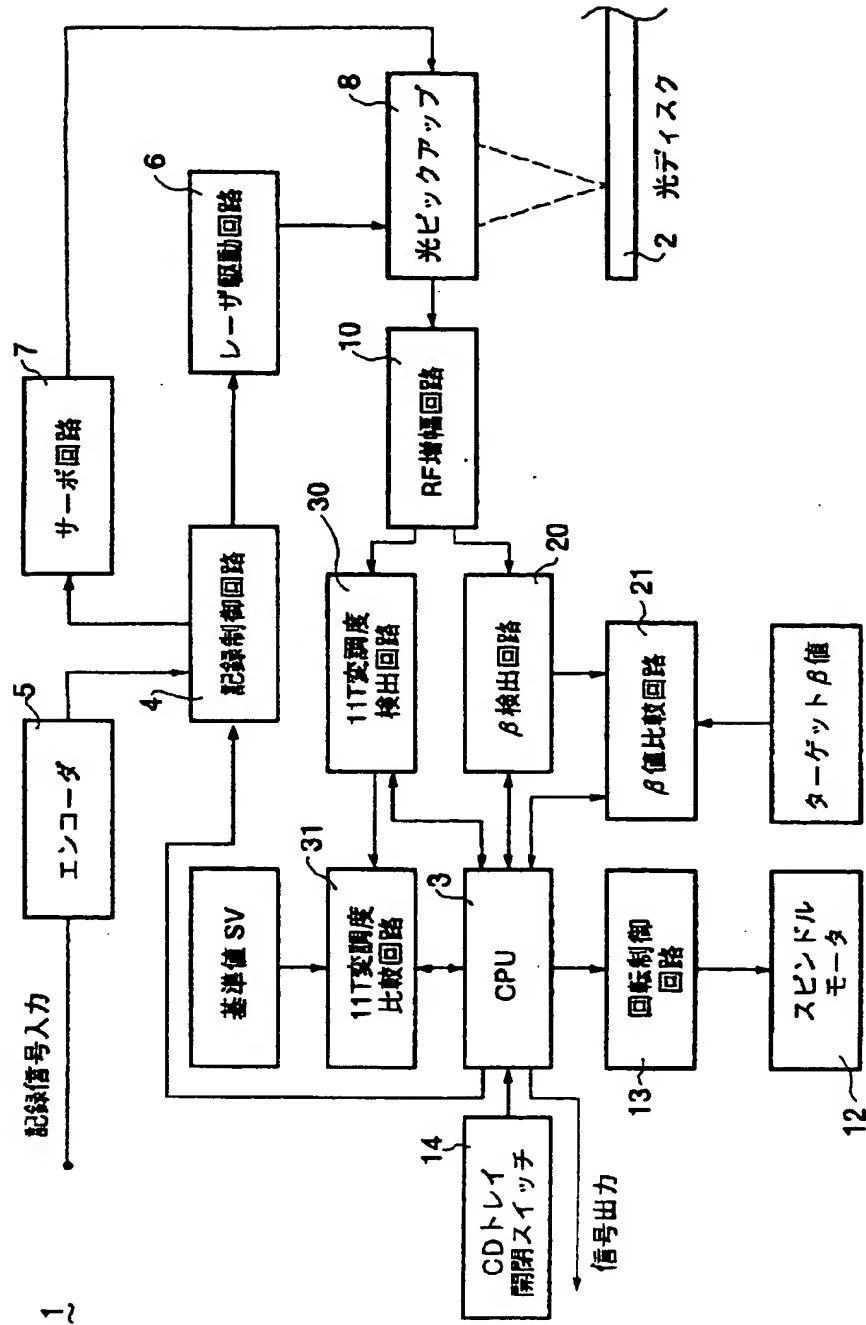 1
記録信号入力
5
エンコーダ
7
サーボ回路
4
記録制御回路
6
レーザ駆動回路
基準値 SV
31
11T変調度
比較回路
30
11T変調度
検出回路
10
RF増幅回路
8
光ピックアップ
14
CDトレイ
開閉スイッチ
3
CPU
20
β検出回路
2
光ディスク
信号出力
13
回転制御
回路
21
β値比較回路
12
スピンドル
モータ
ターゲットβ値